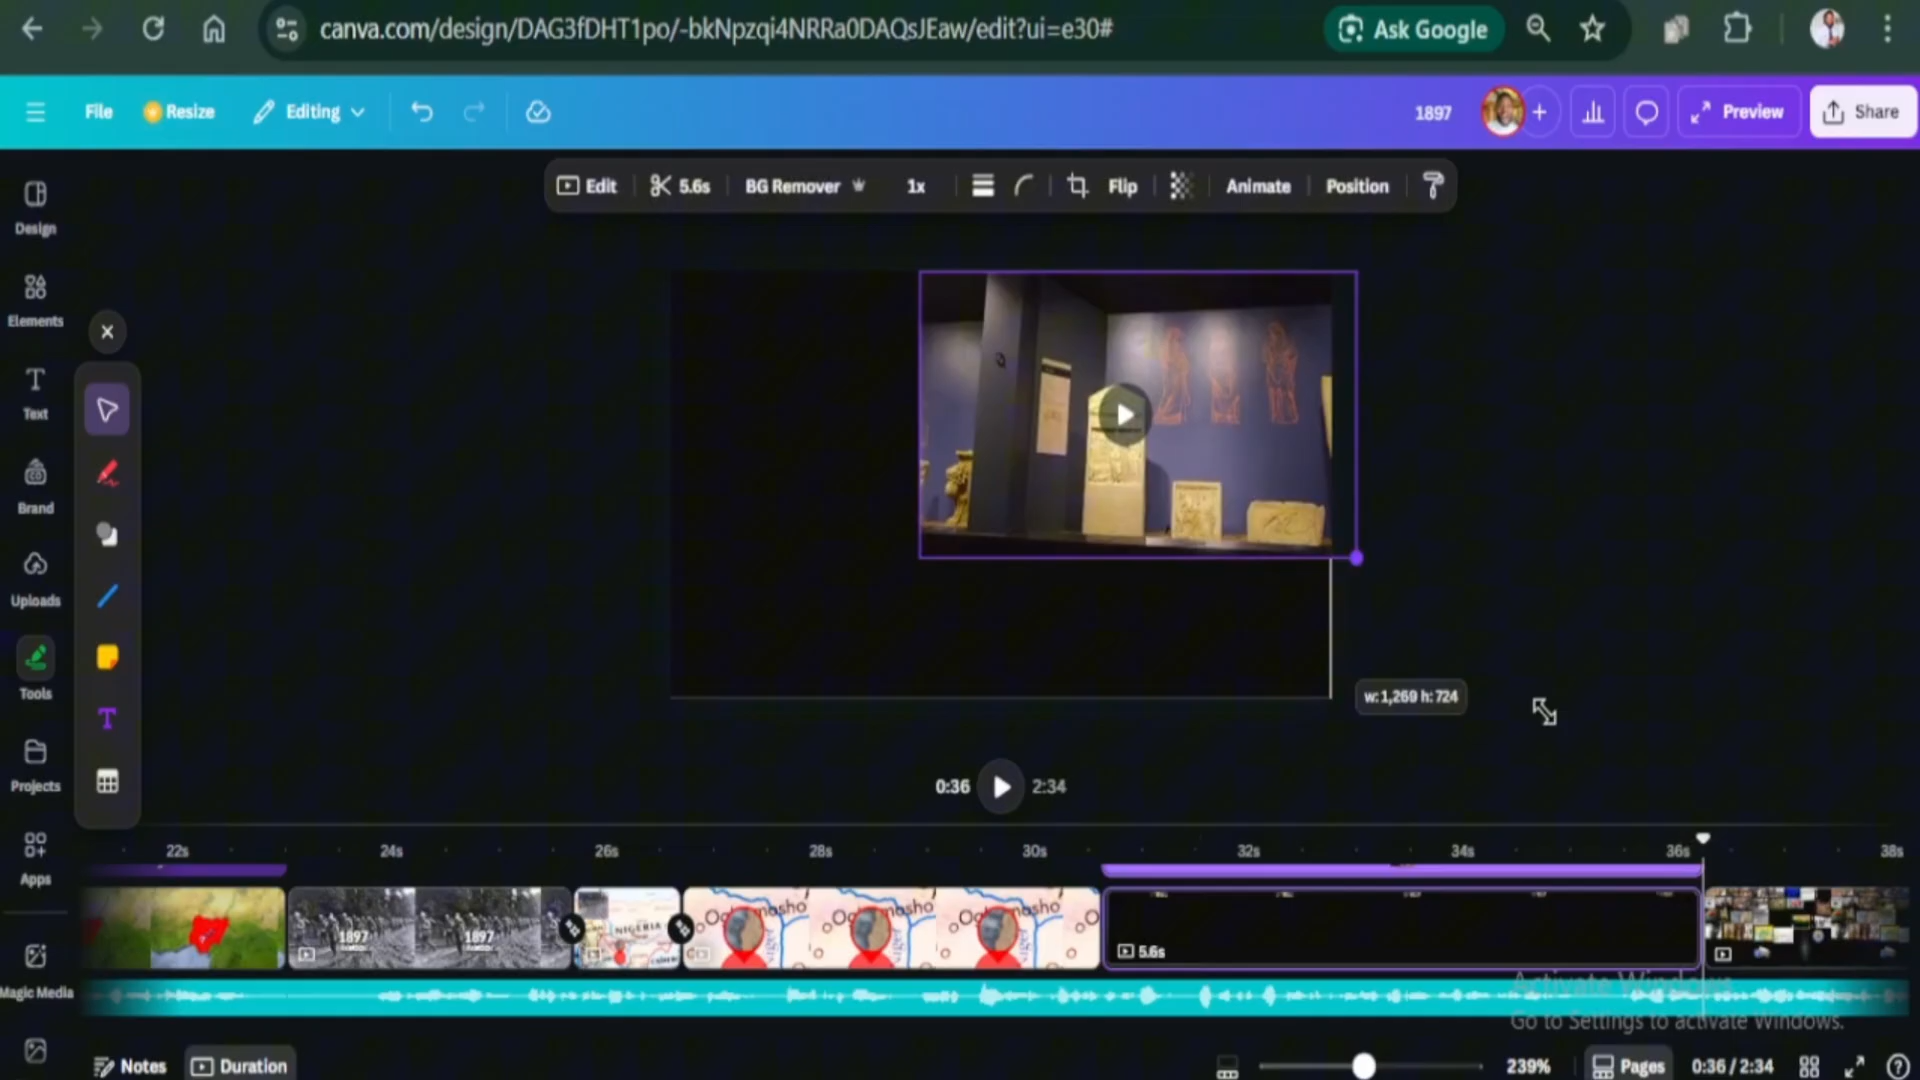 canva.com/design/DAG3fDHT1po/-bkNpzqi4NRRa0DAQsJEaw/edit?ui=e30#
Ask Google
File
Resize
Editing
1897
Preview
Share
Edit
5.6s
BG Remover
1x
Flip
Animate
Position
Design
Elements
Text
Brand
Uploads
Tools
Projects
Apps
Magic Media
w:1,269 h:724
0:36
2:34
22s
24s
26s
28s
30s
32s
34s
36s
38s
1897
1897
NIGERIA
5.6s
Activate Windows
Go to Settings to activate Windows.
Notes
Duration
239%
Pages
0:36 / 2:34